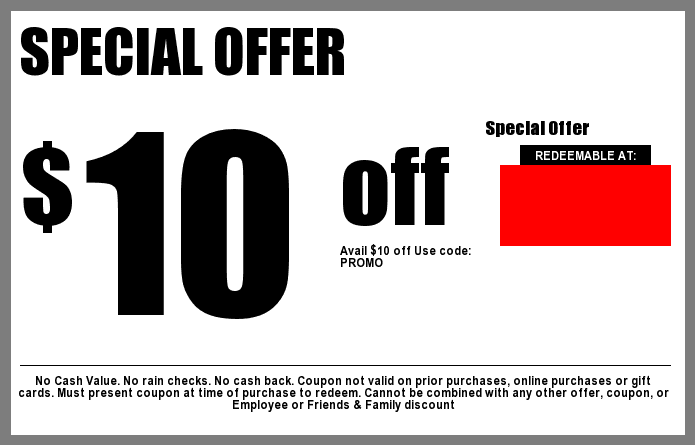 SPECIAL OFFER
$10 off
Special Offer
REDEEMABLE AT:
Avail $10 off Use code:
PROMO
No Cash Value. No rain checks. No cash back. Coupon not valid on prior purchases, online purchases or gift
cards. Must present coupon at time of purchase to redeem. Cannot be combined with any other offer, coupon, or
Employee or Friends & Family discount